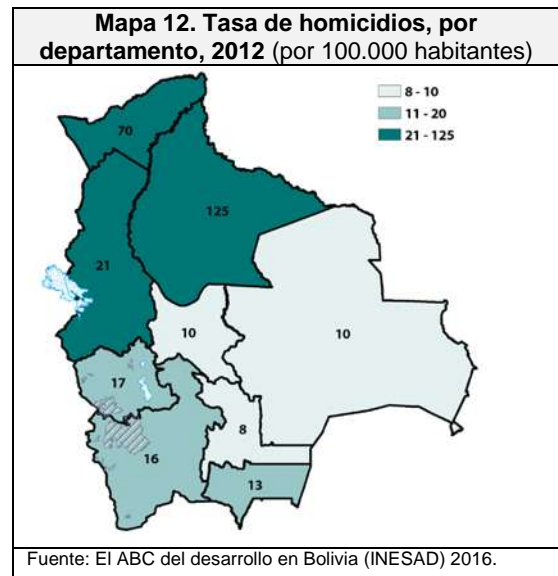 Mapa 12. Tasa de homicidios, por
departamento, 2012 (por 100.000 habitantes)
8 - 10
11 - 20
21 - 125
70
125
21
10
10
17
8
16
13
Fuente: El ABC del desarrollo en Bolivia (INESAD) 2016.